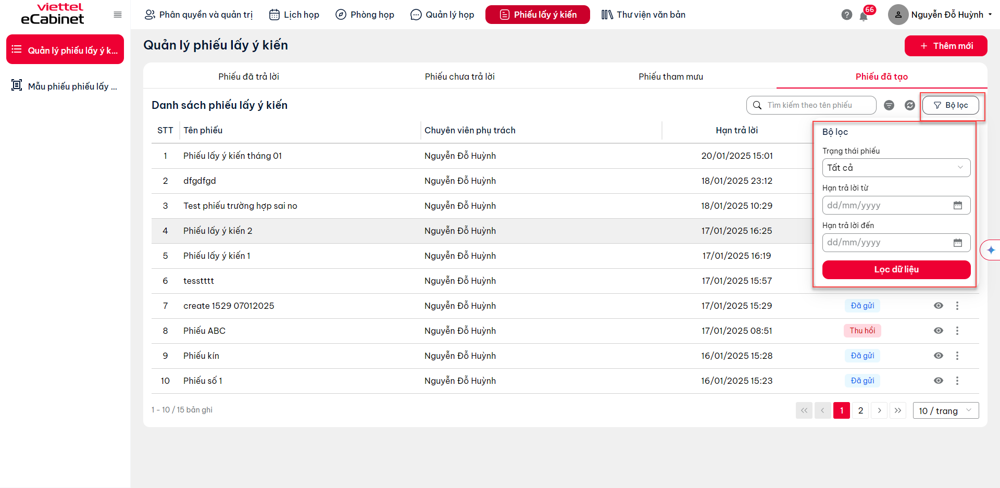 viettel
eCabinet
Phân quyền và quản trị
Lịch họp
Phòng họp
Quản lý họp
Phiếu lấy ý kiến
Thư viện văn bản
?
66
Nguyễn Đỗ Huỳnh
Quản lý phiếu lấy ý k...
Mẫu phiếu phiếu lấy ...
Quản lý phiếu lấy ý kiến
+ Thêm mới
Phiếu đã trả lời
Phiếu chưa trả lời
Phiếu tham mưu
Phiếu đã tạo
Danh sách phiếu lấy ý kiến
Tìm kiếm theo tên phiếu
Bộ lọc
STT Tên phiếu Chuyên viên phụ trách Hạn trả lời
1 Phiếu lấy ý kiến tháng 01 Nguyễn Đỗ Huỳnh 20/01/2025 15:01
2 dfgdfgd Nguyễn Đỗ Huỳnh 18/01/2025 23:12
3 Test phiếu trường hợp sai no Nguyễn Đỗ Huỳnh 18/01/2025 10:29
4 Phiếu lấy ý kiến 2 Nguyễn Đỗ Huỳnh 17/01/2025 16:25
5 Phiếu lấy ý kiến 1 Nguyễn Đỗ Huỳnh 17/01/2025 16:19
6 tesstttt Nguyễn Đỗ Huỳnh 17/01/2025 15:57
7 create 1529 07012025 Nguyễn Đỗ Huỳnh 17/01/2025 15:29 Đã gửi
8 Phiếu ABC Nguyễn Đỗ Huỳnh 17/01/2025 08:51 Thu hồi
9 Phiếu kín Nguyễn Đỗ Huỳnh 16/01/2025 15:28 Đã gửi
10 Phiếu số 1 Nguyễn Đỗ Huỳnh 16/01/2025 15:23 Đã gửi
Bộ lọc
Trạng thái phiếu
Tất cả
Hạn trả lời từ
dd/mm/yyyy
Hạn trả lời đến
dd/mm/yyyy
Lọc dữ liệu
1 - 10 / 15 bản ghi
1 2
10 / trang